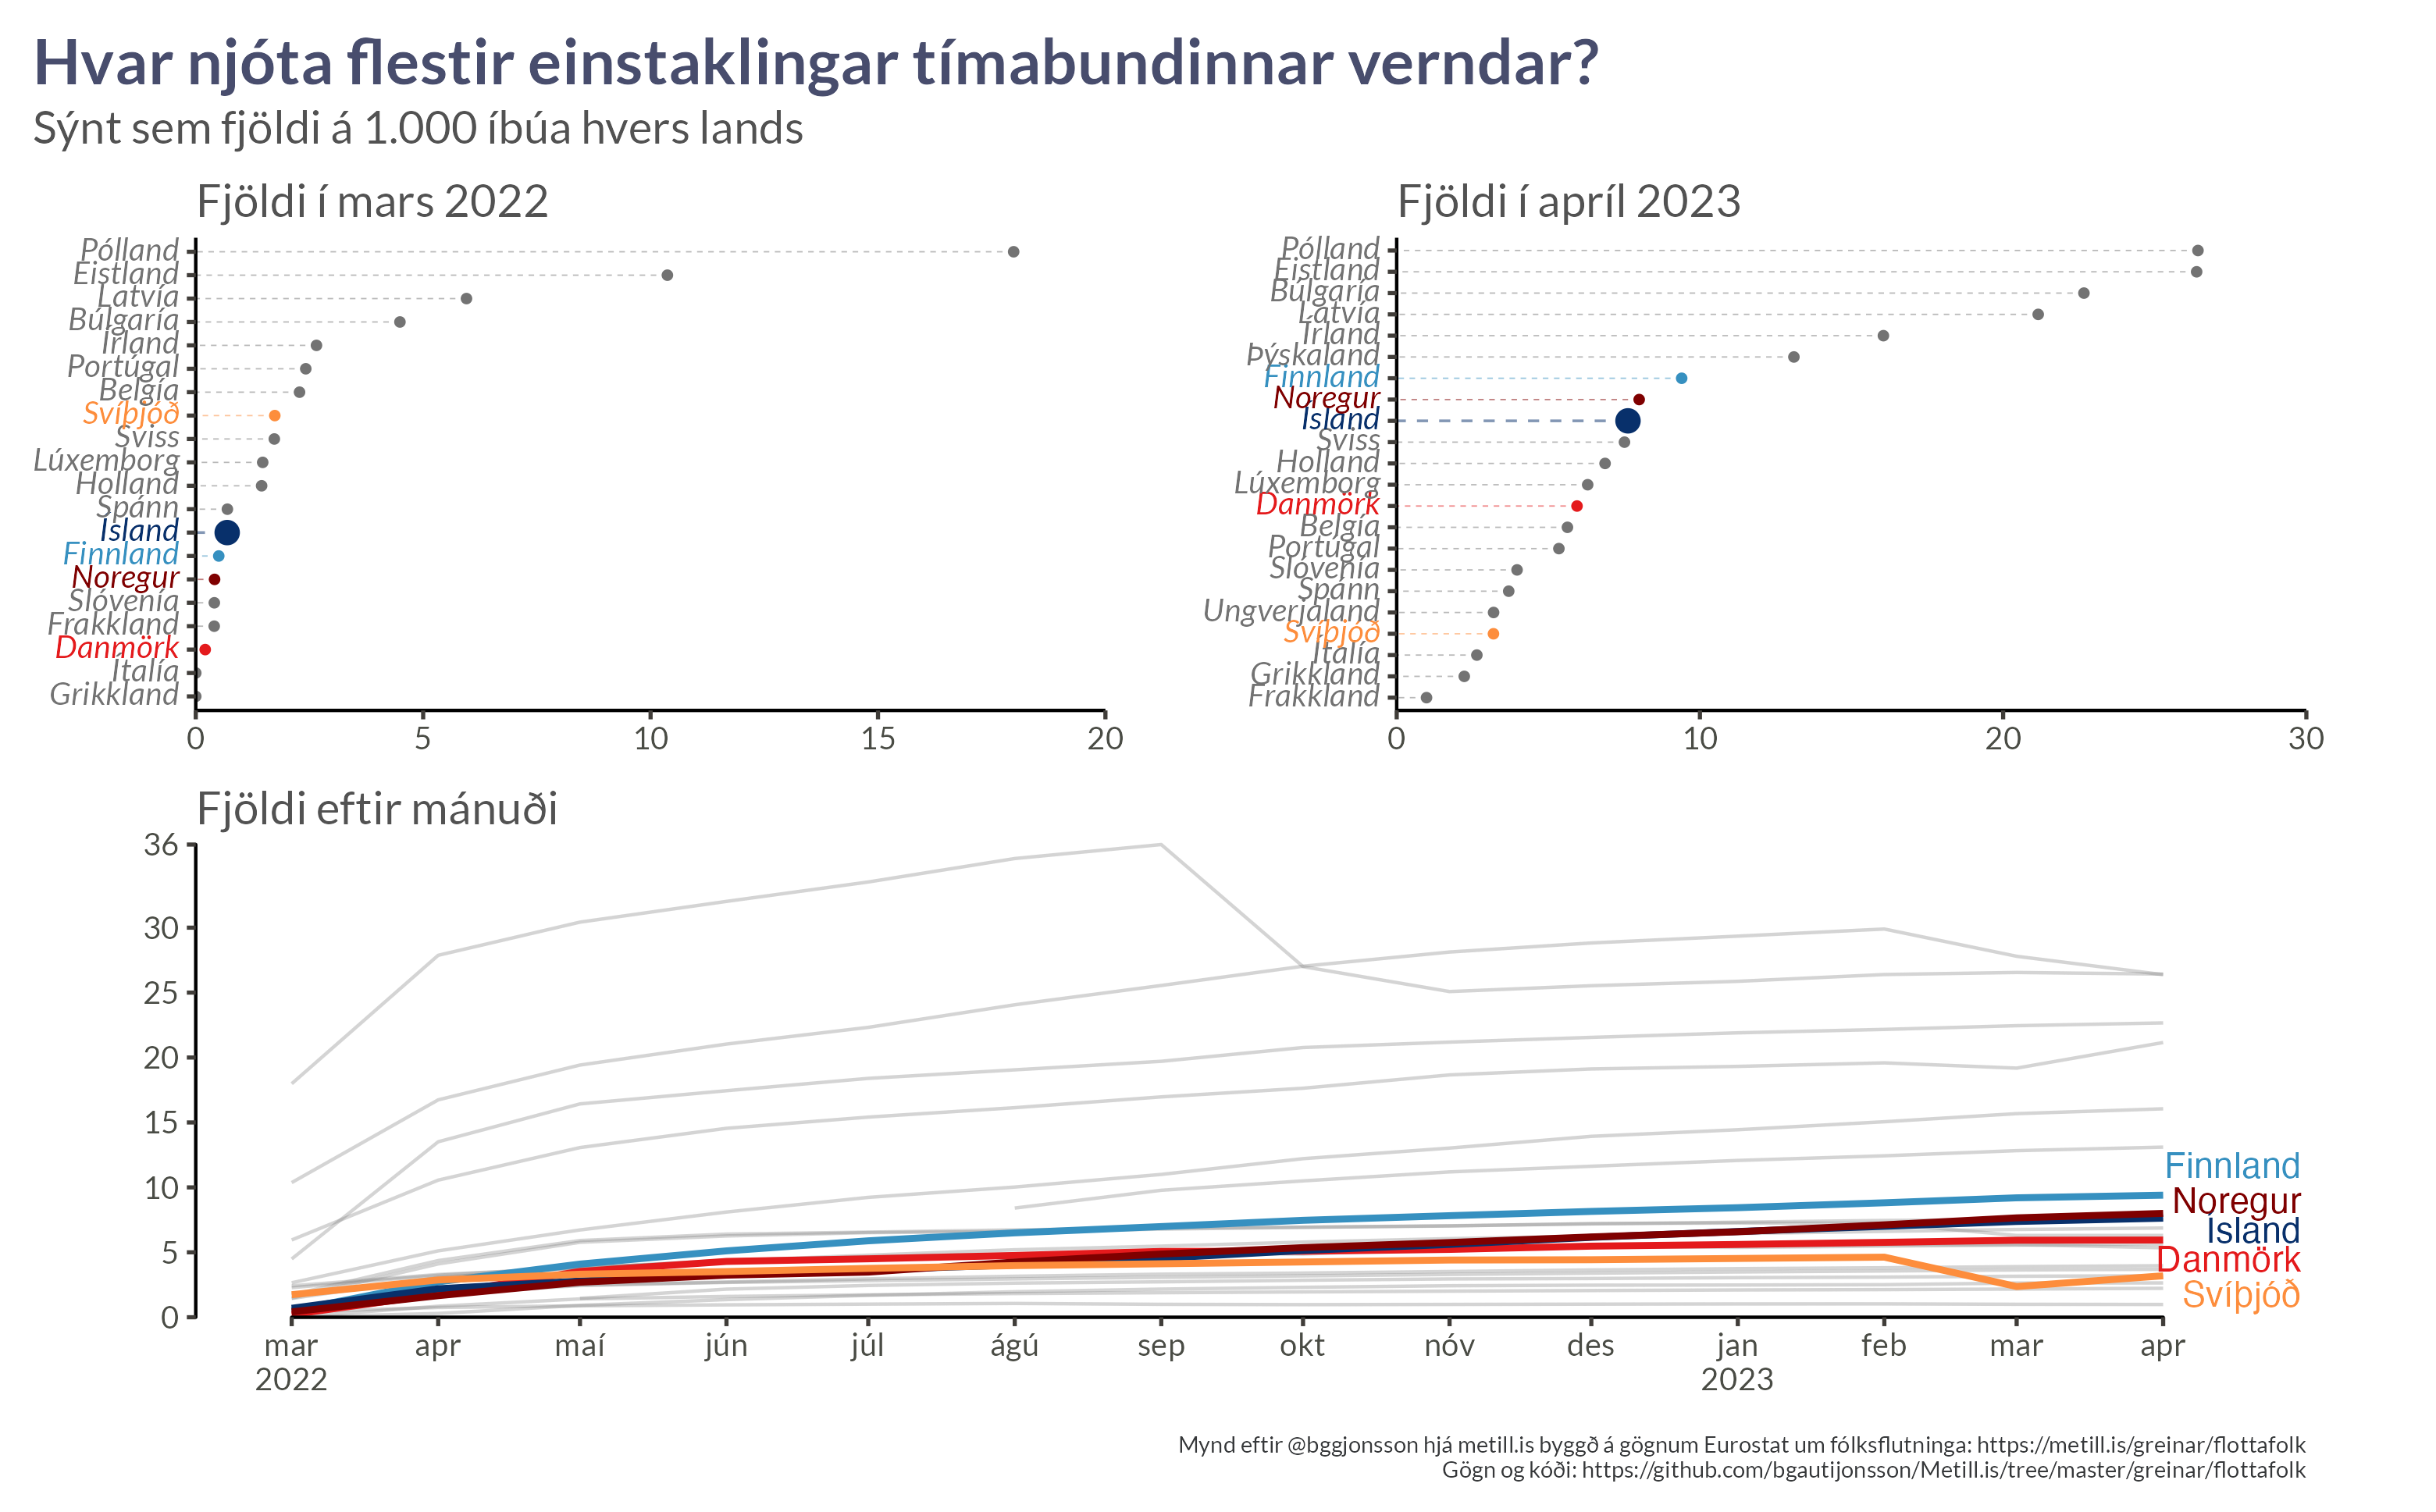 Hvar njóta flestir einstaklingar tímabundinnar verndar?
Sýnt sem fjöldi á 1.000 íbúa hvers lands
Fjöldi í mars 2022
Pólland
Eistland
Latvía
Búlgaría
Írland
Portúgal
Belgía
Svíþjóð
Sviss
Lúxemborg
Holland
Spánn
Ísland
Finnland
Noregur
Slóvenía
Frakkland
Danmörk
Ítalía
Grikkland
0 5 10 15 20
Fjöldi í apríl 2023
Pólland
Eistland
Búlgaría
Latvía
Írland
Þýskaland
Finnland
Noregur
Ísland
Sviss
Holland
Lúxemborg
Danmörk
Belgía
Portúgal
Slóvenía
Spánn
Ungverjaland
Svíþjóð
Ítalía
Grikkland
Frakkland
0 10 20 30
Fjöldi eftir mánuði
36
30
25
20
15
10
5
0
Finnland
Noregur
Ísland
Danmörk
Svíþjóð
mar apr maí jún júl ágú sep okt nóv des jan feb mar apr
2022 2023
Mynd eftir @bggjonsson hjá metill.is byggð á gögnum Eurostat um fólksflutninga: https://metill.is/greinar/flottafolk
Gögn og kóði: https://github.com/bgautijonsson/Metill.is/tree/master/greinar/flottafolk